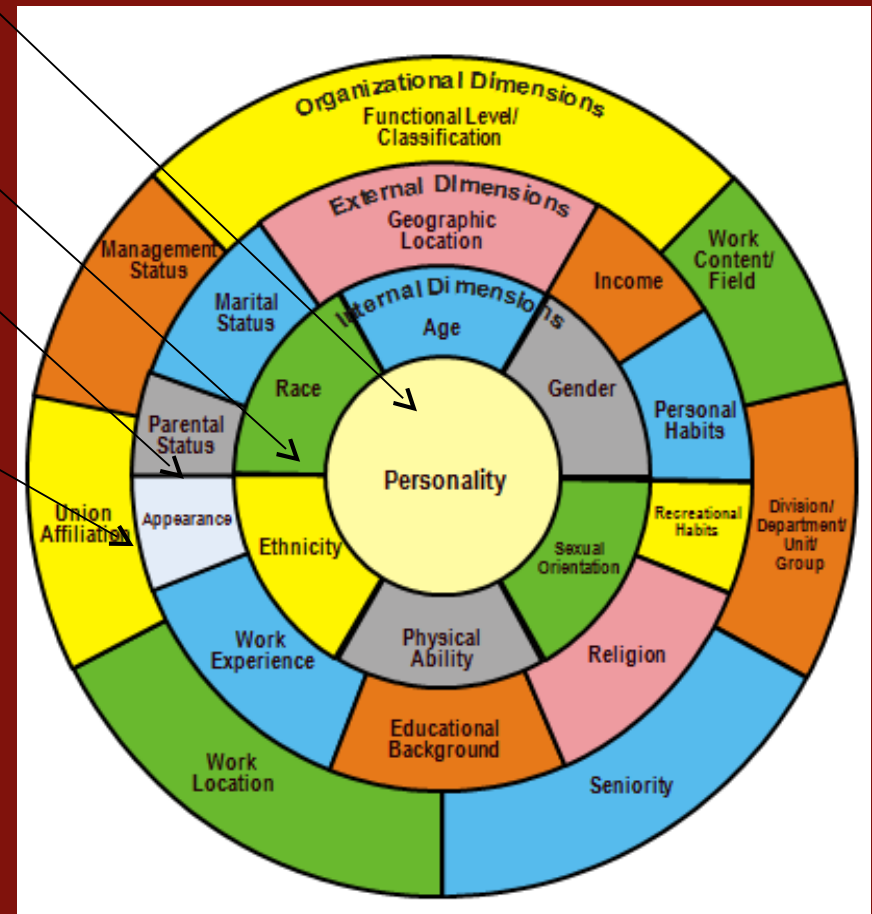 Organizational Dimensions
Functional Level/
Classification
External DImensions
Geographic
Location
Internal Dimensions
Age
Management
Status
Marital
Status
Income
Work
Content/
Field
Race
Gender
Parental
Status
Personal
Habits
Personality
Union
Affiliation
Appearance
Ethnicity
Sexual
Orientation
Recreational
Habits
Division/
Department/
Unit/
Group
Work
Experience
Physical
Ability
Religion
Educational
Background
Work
Location
Seniority